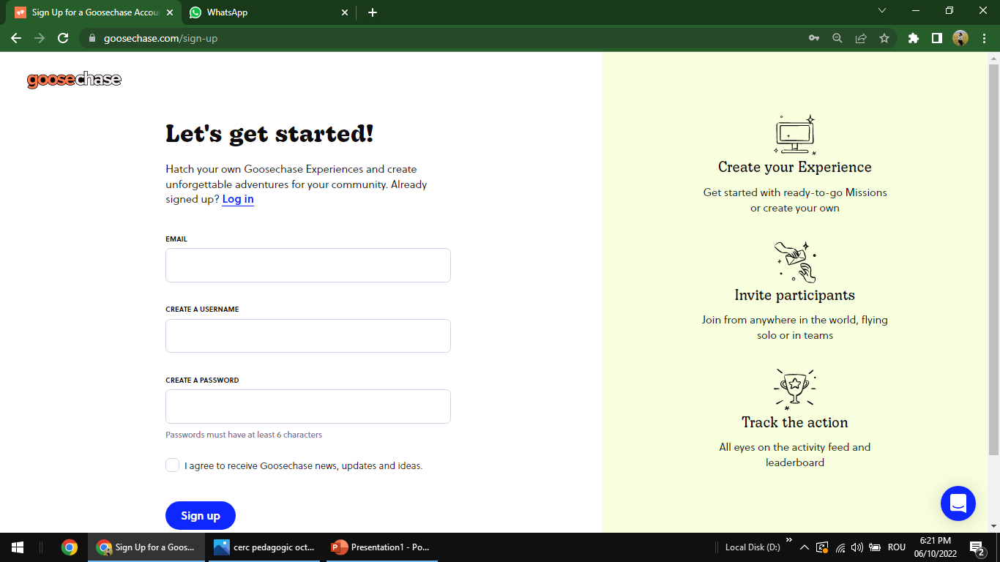 Sign Up for a Goosechase Accou
WhatsApp
goosechase.com/sign-up
goosechase
Let's get started!
Hatch your own Goosechase Experiences and create
unforgettable adventures for your community. Already
signed up? Log in
EMAIL
CREATE A USERNAME
CREATE A PASSWORD
Passwords must have at least 6 characters
I agree to receive Goosechase news, updates and ideas.
Sign up
Create your Experience
Get started with ready-to-go Missions
or create your own
Invite participants
Join from anywhere in the world, flying
solo or in teams
Track the action
All eyes on the activity feed and
leaderboard
Sign Up for a Goos...
cerc pedagogic oct...
Presentation1 - Po...
Local Disk (D:)
ROU
6:21 PM
06/10/2022
2